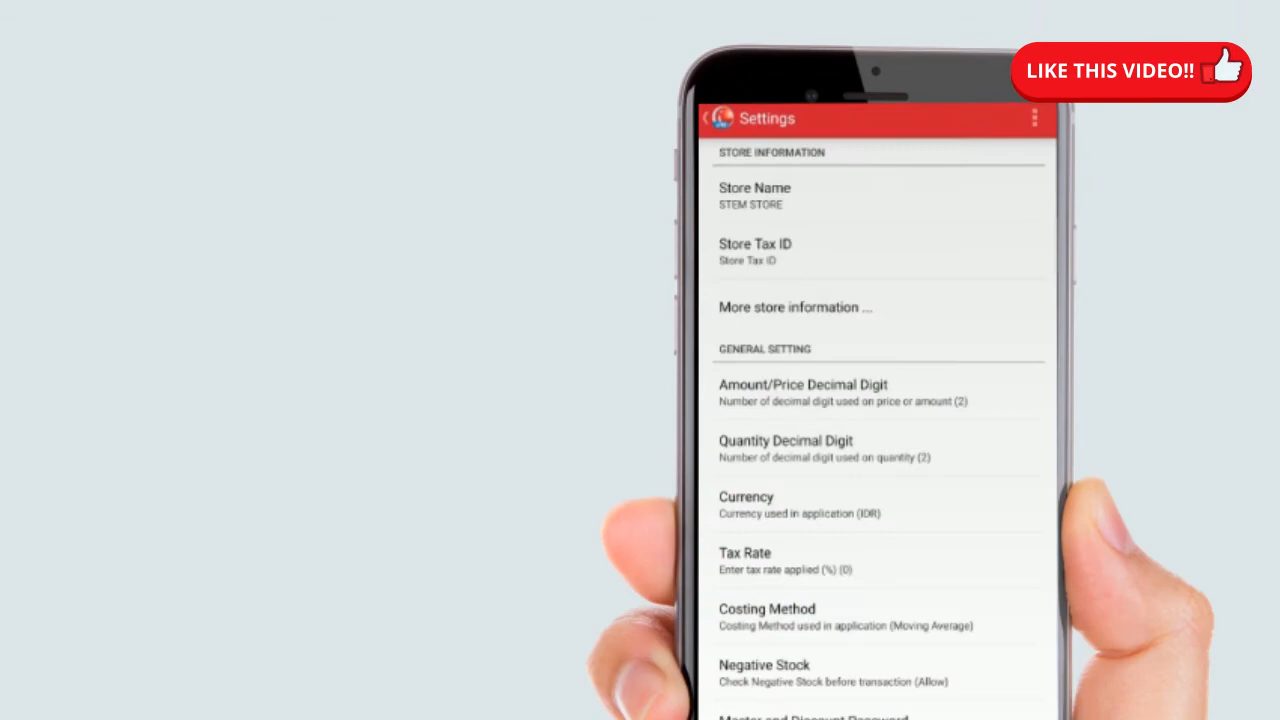 LIKE THIS VIDEO!!
Settings
STORE INFORMATION
Store Name
STEM STORE
Store Tax ID
Store Tax ID
More store information ...
GENERAL SETTING
Amount/Price Decimal Digit
Number of decimal digit used on price or amount (2)
Quantity Decimal Digit
Number of decimal digit used on quantity (2)
Currency
Currency used in application (IDR)
Tax Rate
Enter tax rate applied (%) (0)
Costing Method
Costing Method used in application (Moving Average)
Negative Stock
Check Negative Stock before transaction (Allow)